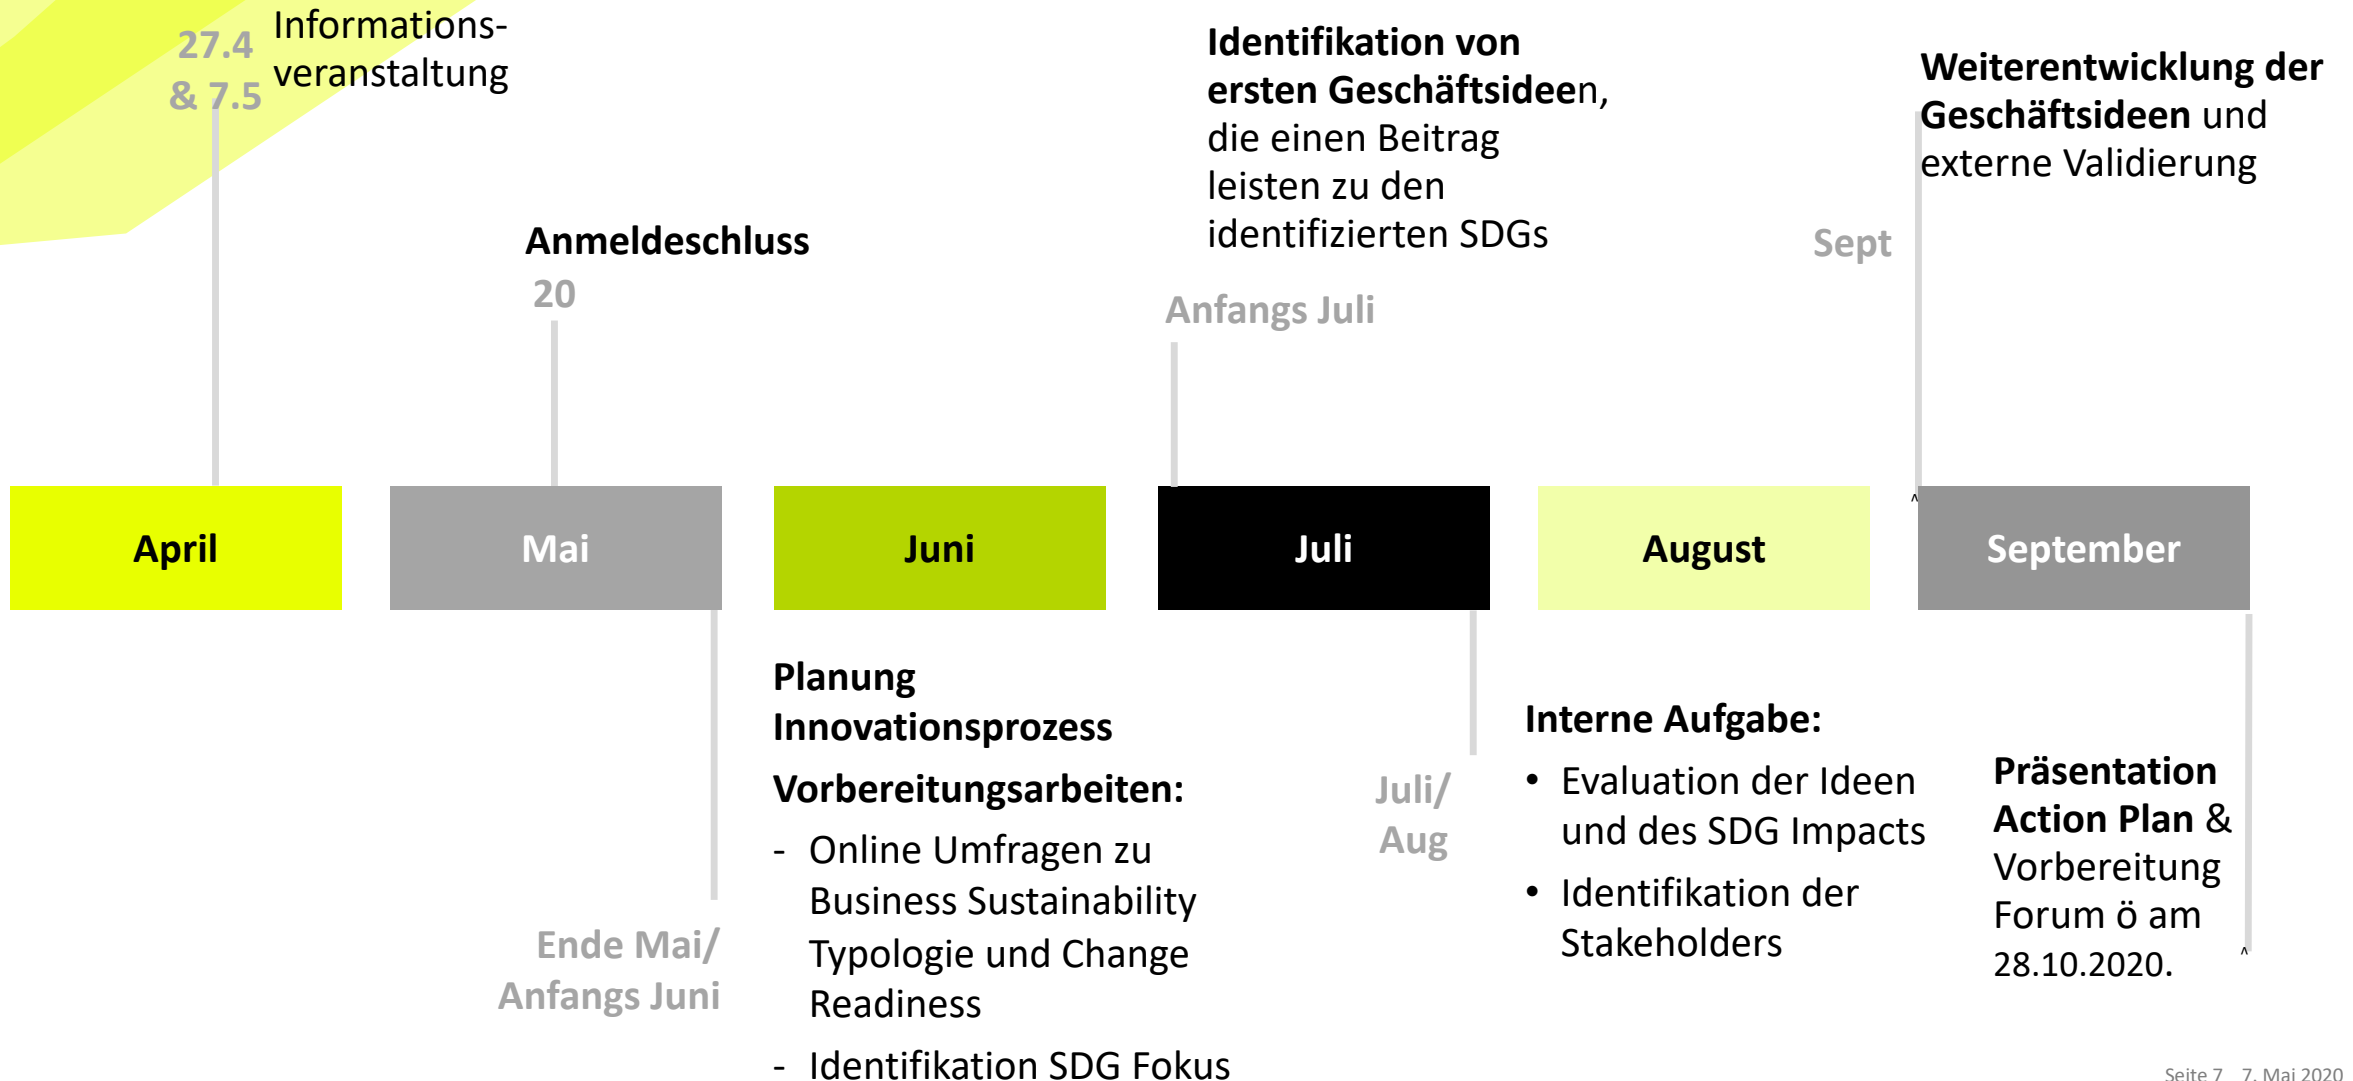 27.4
& 7.5
Informations-
veranstaltung
Anmeldeschluss
20
Identifikation von
ersten Geschäftsideen,
die einen Beitrag
leisten zu den
identifizierten SDGs
Anfangs Juli
Weiterentwicklung der
Geschäftsideen und
externe Validierung
Sept
^
April
Mai
Juni
Juli
August
September
Ende Mai/
Anfangs Juni
Planung
Innovationsprozess
Vorbereitungsarbeiten:
- Online Umfragen zu
Business Sustainability
Typologie und Change
Readiness
- Identifikation SDG Fokus
Juli/
Aug
Interne Aufgabe:
• Evaluation der Ideen
und des SDG Impacts
• Identifikation der
Stakeholders
Präsentation
Action Plan &
Vorbereitung
Forum ö am
28.10.2020.
^
Seite 7 7. Mai 2020